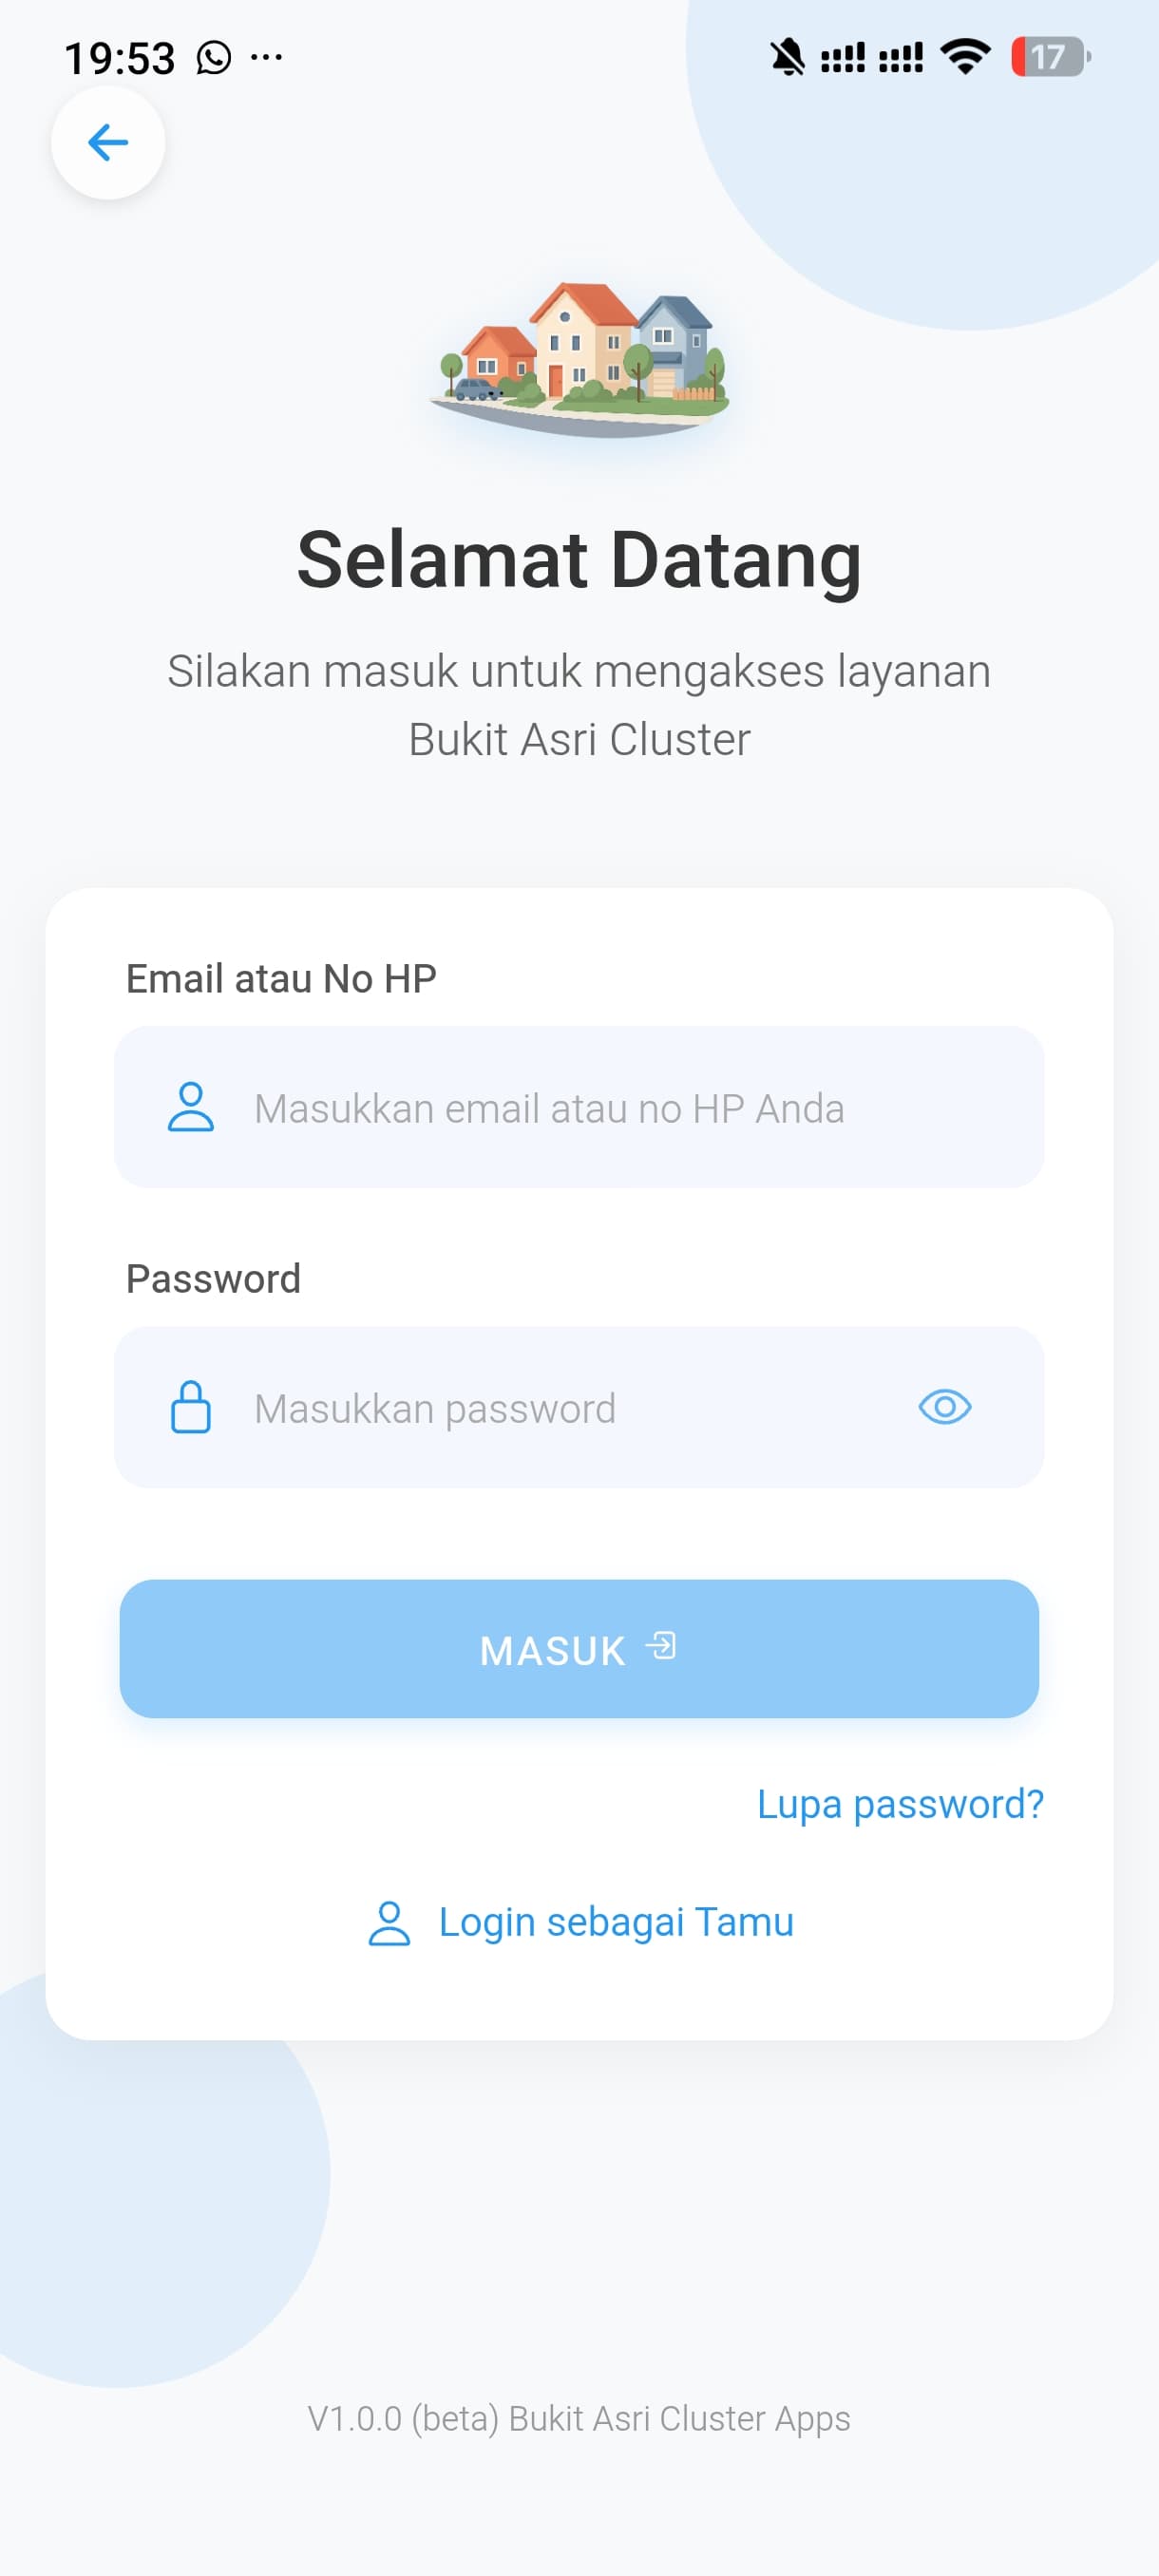 19:53
17
Selamat Datang
Silakan masuk untuk mengakses layanan
Bukit Asri Cluster
Email atau No HP
Masukkan email atau no HP Anda
Password
Masukkan password
MASUK
Lupa password?
Login sebagai Tamu
V1.0.0 (beta) Bukit Asri Cluster Apps